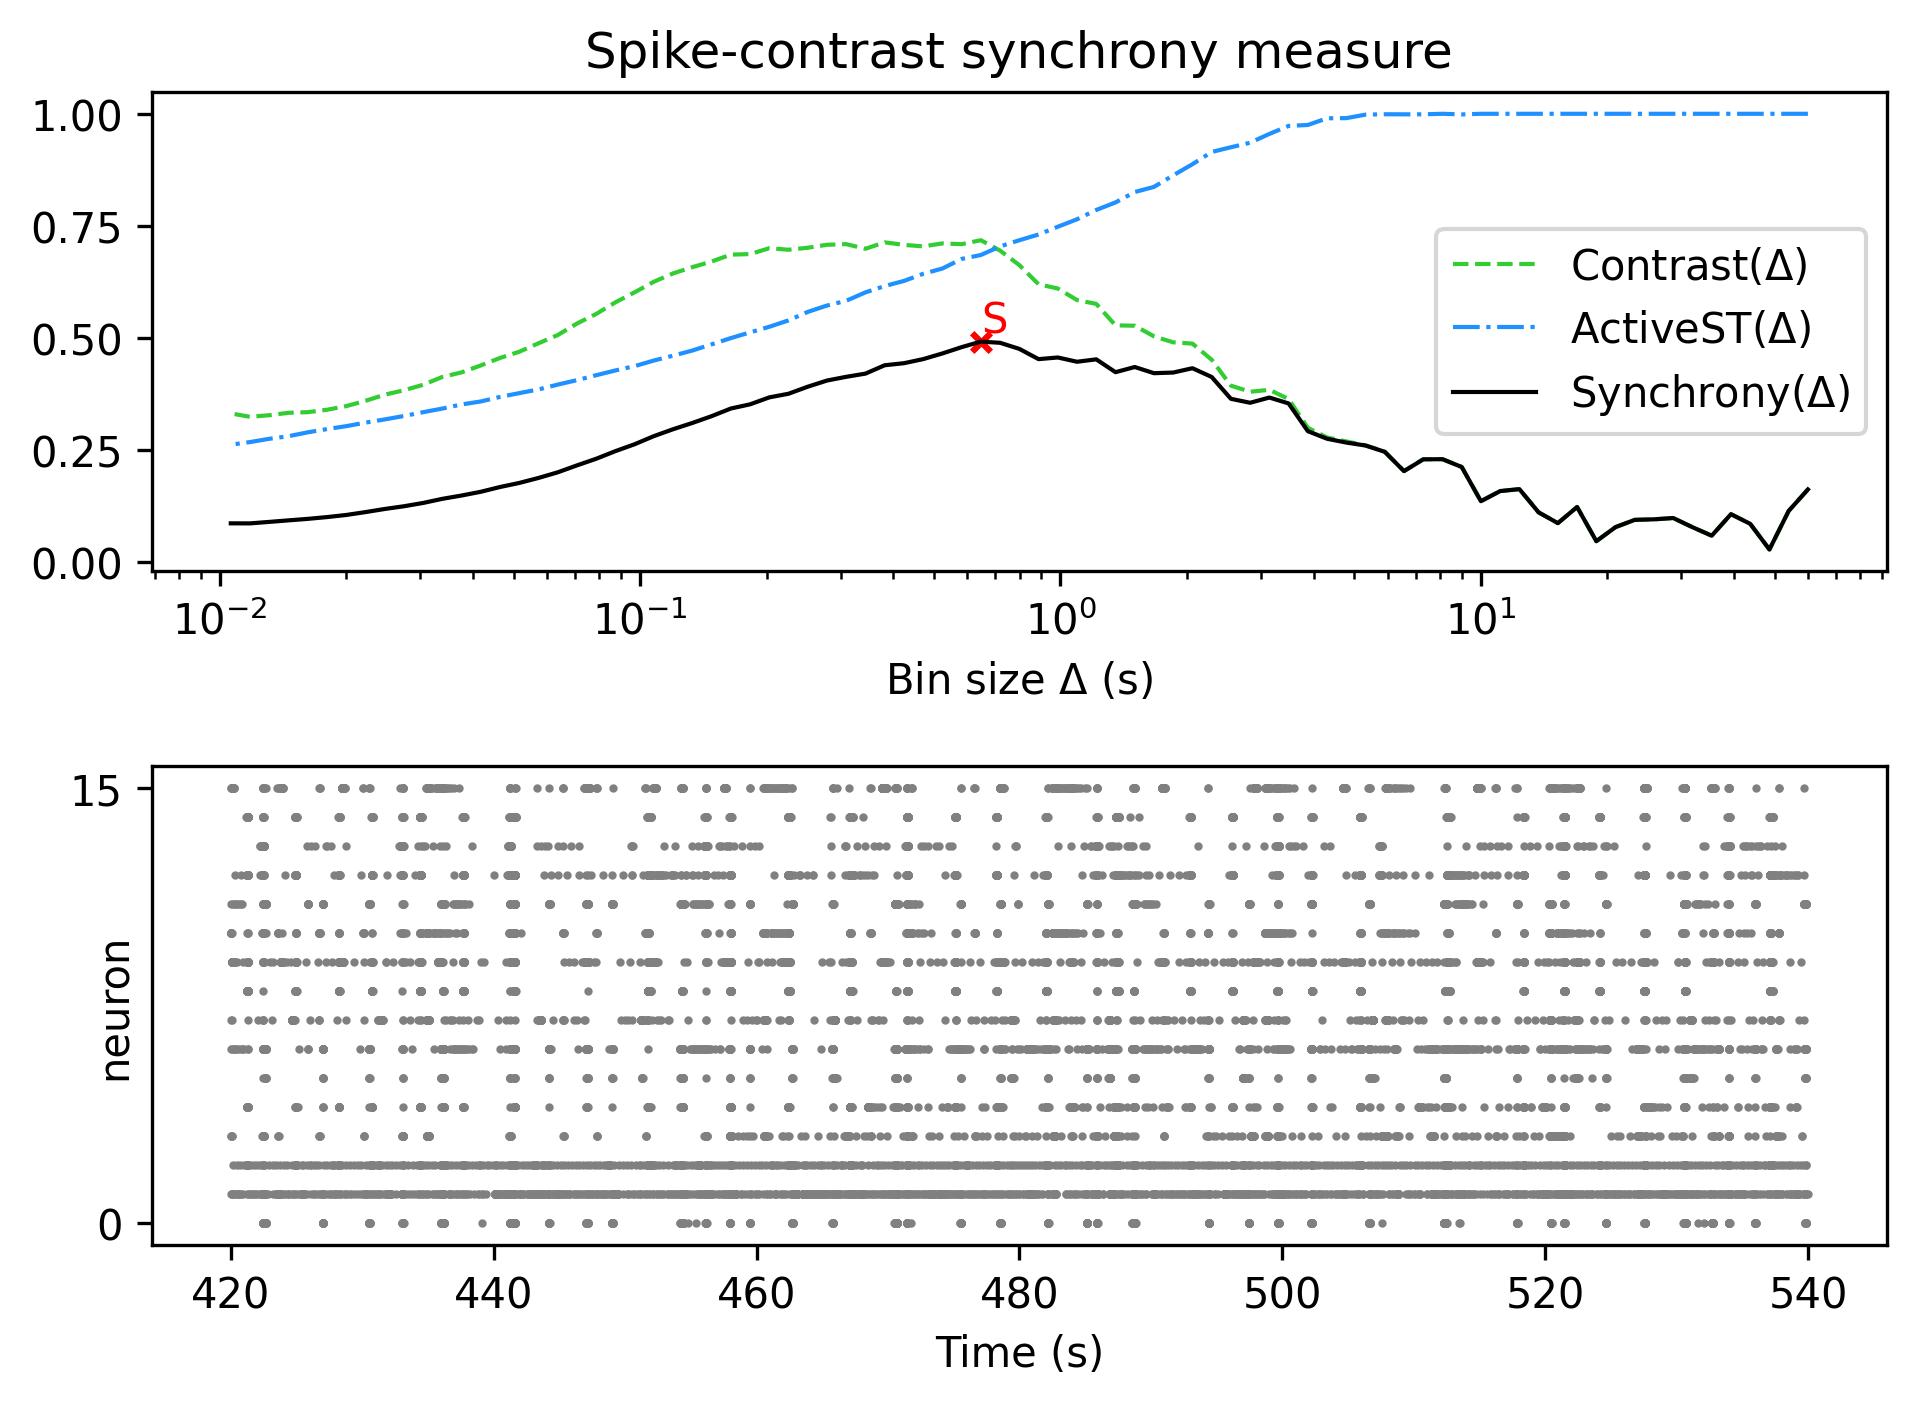 Spike-contrast synchrony measure
1.00
0.75
0.50
0.25
0.00
S
Contrast(Δ)
ActiveST(Δ)
Synchrony(Δ)
10⁻² 10⁻¹ 10⁰ 10¹
Bin size Δ (s)
15
neuron
0
420 440 460 480 500 520 540
Time (s)